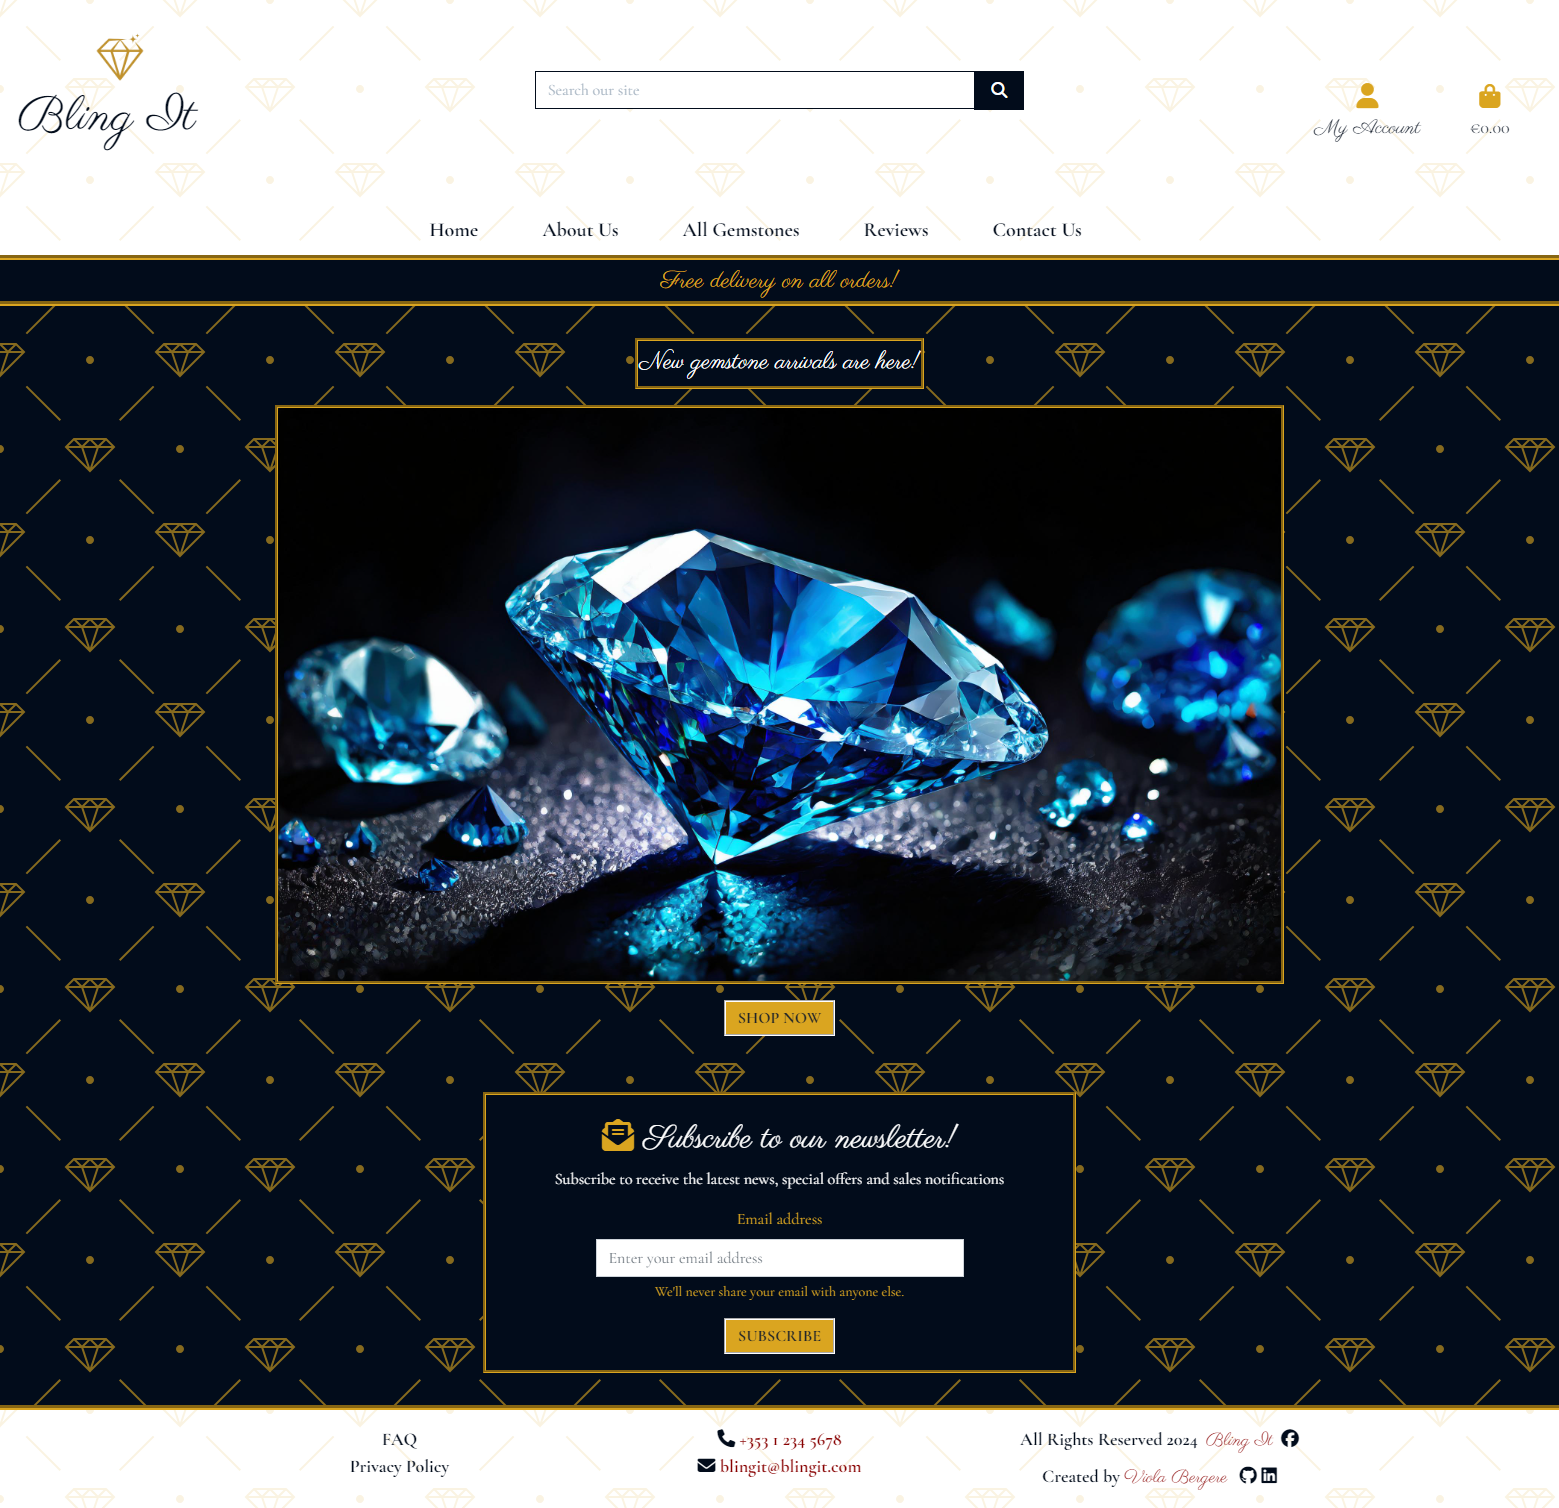 Bling It
Search our site
My Account
€0.00
Home
About Us
All Gemstones
Reviews
Contact Us
Free delivery on all orders!
New gemstone arrivals are here!
SHOP NOW
Subscribe to our newsletter!
Subscribe to receive the latest news, special offers and sales notifications
Email address
Enter your email address
We'll never share your email with anyone else.
SUBSCRIBE
FAQ
Privacy Policy
+353 1 234 5678
blingit@blingit.com
All Rights Reserved 2024 Bling It
Created by Viola Bergere